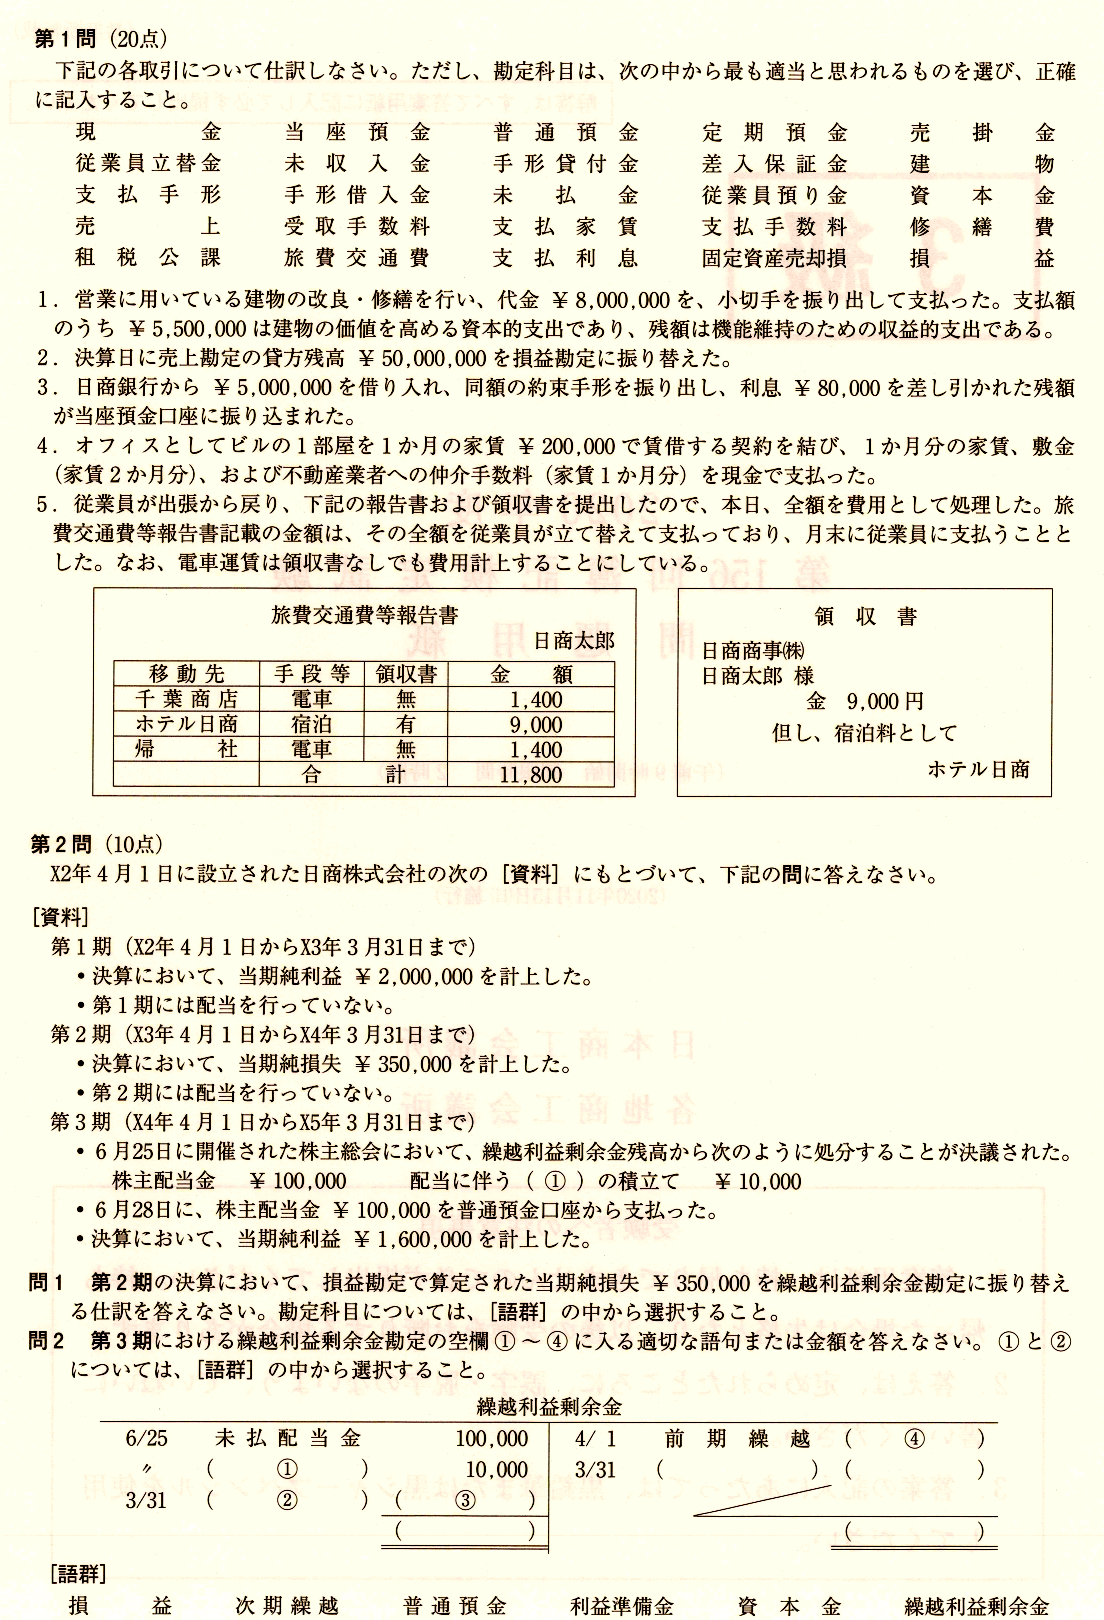 第1問（20点）
下記の各取引について仕訳しなさい。ただし、勘定科目は、次の中から最も適当と思われるものを選び、正確
に記入すること。
現金 当座預金 普通預金 定期預金 売掛金
従業員立替金 未収入金 手形貸付金 差入保証金 建物
支払手形 手形借入金 未払金 従業員預り金 資本金
売上 受取手数料 支払家賃 支払手数料 修繕費
租税公課 旅費交通費 支払利息 固定資産売却損 損益
1．営業に用いている建物の改良・修繕を行い、代金 ￥8,000,000を、小切手を振り出して支払った。支払額
のうち ￥5,500,000は建物の価値を高める資本的支出であり、残額は機能維持のための収益的支出である。
2．決算日に売上勘定の貸方残高 ￥50,000,000を損益勘定に振り替えた。
3．日商銀行から ￥5,000,000を借り入れ、同額の約束手形を振り出し、利息 ￥80,000を差し引かれた残額
が当座預金口座に振り込まれた。
4．オフィスとしてビルの1部屋を1か月の家賃 ￥200,000で賃借する契約を結び、1か月分の家賃、敷金
（家賃2か月分）、および不動産業者への仲介手数料（家賃1か月分）を現金で支払った。
5．従業員が出張から戻り、下記の報告書および領収書を提出したので、本日、全額を費用として処理した。旅
費交通費等報告書記載の金額は、その全額を従業員が立て替えて支払っており、月末に従業員に支払うことと
した。なお、電車運賃は領収書なしでも費用計上することにしている。
旅費交通費等報告書
日商太郎
移動先 手段等 領収書 金額
千葉商店 電車 無 1,400
ホテル日商 宿泊 有 9,000
帰社 電車 無 1,400
合計 11,800
領収書
日商商事㈱
日商太郎 様
金 9,000円
但し、宿泊料として
ホテル日商
第2問（10点）
X2年4月1日に設立された日商株式会社の次の［資料］にもとづいて、下記の問に答えなさい。
［資料］
第1期（X2年4月1日からX3年3月31日まで）
・決算において、当期純利益 ￥2,000,000を計上した。
・第1期には配当を行っていない。
第2期（X3年4月1日からX4年3月31日まで）
・決算において、当期純損失 ￥350,000を計上した。
・第2期には配当を行っていない。
第3期（X4年4月1日からX5年3月31日まで）
・6月25日に開催された株主総会において、繰越利益剰余金残高から次のように処分することが決議された。
株主配当金 ￥100,000 配当に伴う（ ① ）の積立て ￥10,000
・6月28日に、株主配当金 ￥100,000を普通預金口座から支払った。
・決算において、当期純利益 ￥1,600,000を計上した。
問1 第2期の決算において、損益勘定で算定された当期純損失 ￥350,000を繰越利益剰余金勘定に振り替え
る仕訳を答えなさい。勘定科目については、［語群］の中から選択すること。
問2 第3期における繰越利益剰余金勘定の空欄①～④に入る適切な語句または金額を答えなさい。①と②
については、［語群］の中から選択すること。
繰越利益剰余金
6/25 未払配当金 100,000 4/1 前期繰越（ ④ ）
〃（ ① ） 10,000 3/31（ ）（ ）
3/31（ ② ）（ ③ ）
（ ） （ ）
［語群］
損益 次期繰越 普通預金 利益準備金 資本金 繰越利益剰余金